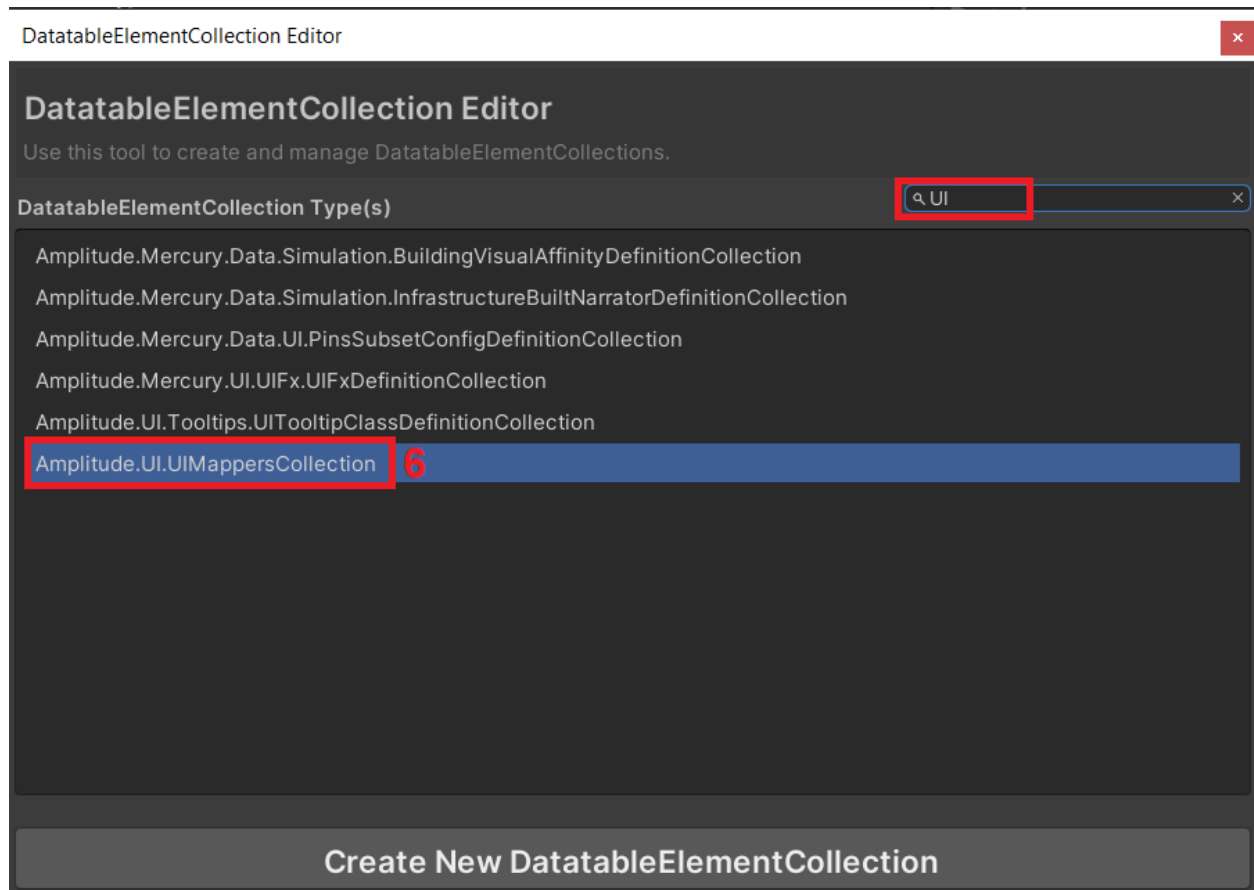 DatatableElementCollection Editor
DatatableElementCollection Editor
Use this tool to create and manage DatatableElementCollections.
DatatableElementCollection Type(s)
UI
Amplitude.Mercury.Data.Simulation.BuildingVisualAffinityDefinitionCollection
Amplitude.Mercury.Data.Simulation.InfrastructureBuiltNarratorDefinitionCollection
Amplitude.Mercury.Data.UI.PinsSubsetConfigDefinitionCollection
Amplitude.Mercury.UI.UIFx.UIFxDefinitionCollection
Amplitude.UI.Tooltips.UITooltipClassDefinitionCollection
Amplitude.UI.UIMappersCollection 6
Create New DatatableElementCollection